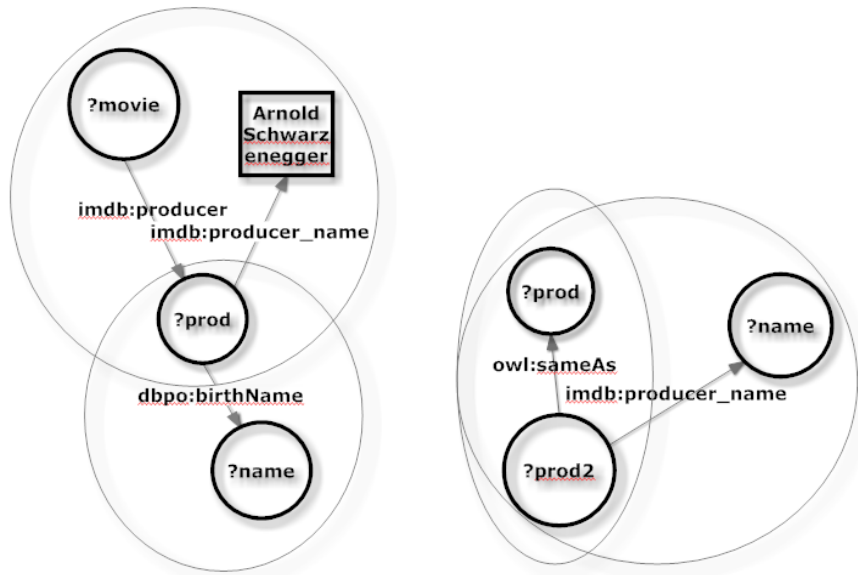 ?movie
Arnold
Schwarz
enegger
imdb:producer
imdb:producer_name
?prod
dbpo:birthName
?name
?prod
?name
owl:sameAs
imdb:producer_name
?prod2